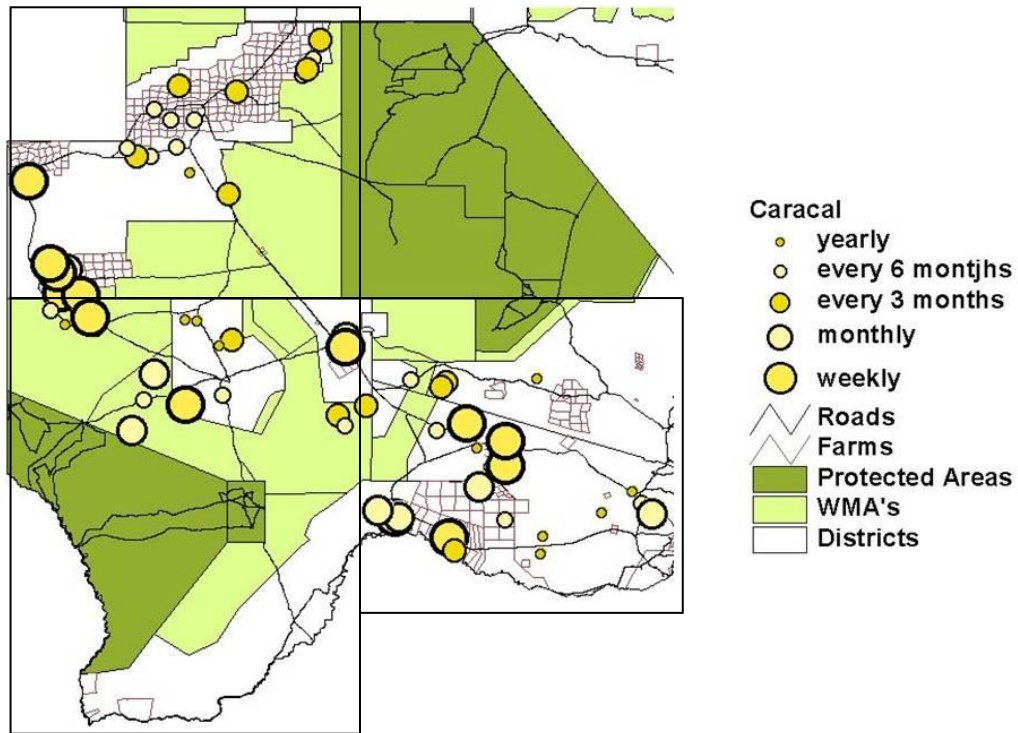 Caracal
yearly
every 6 montjhs
every 3 months
monthly
weekly
Roads
Farms
Protected Areas
WMA's
Districts